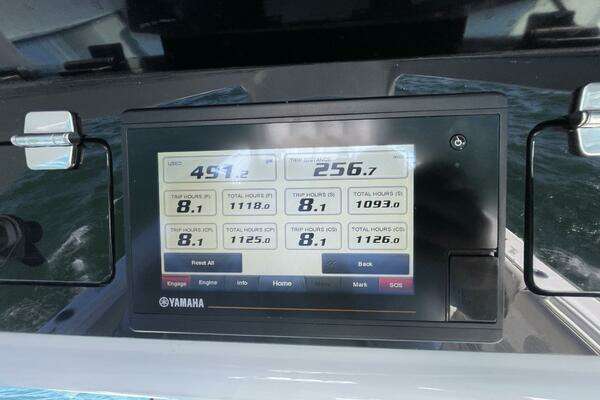 USED gal TRIP DISTANCE
491.2 256.7
TRIP HOURS (P) TOTAL HOURS (P) TRIP HOURS (S) TOTAL HOURS (S)
8.1 1118.0 8.1 1093.0
TRIP HOURS (CP) TOTAL HOURS (CP) TRIP HOURS (CS) TOTAL HOURS (CS)
8.1 1125.0 8.1 1126.0
Reset All Back
Engage Engine Info Home Menu Mark SOS
YAMAHA